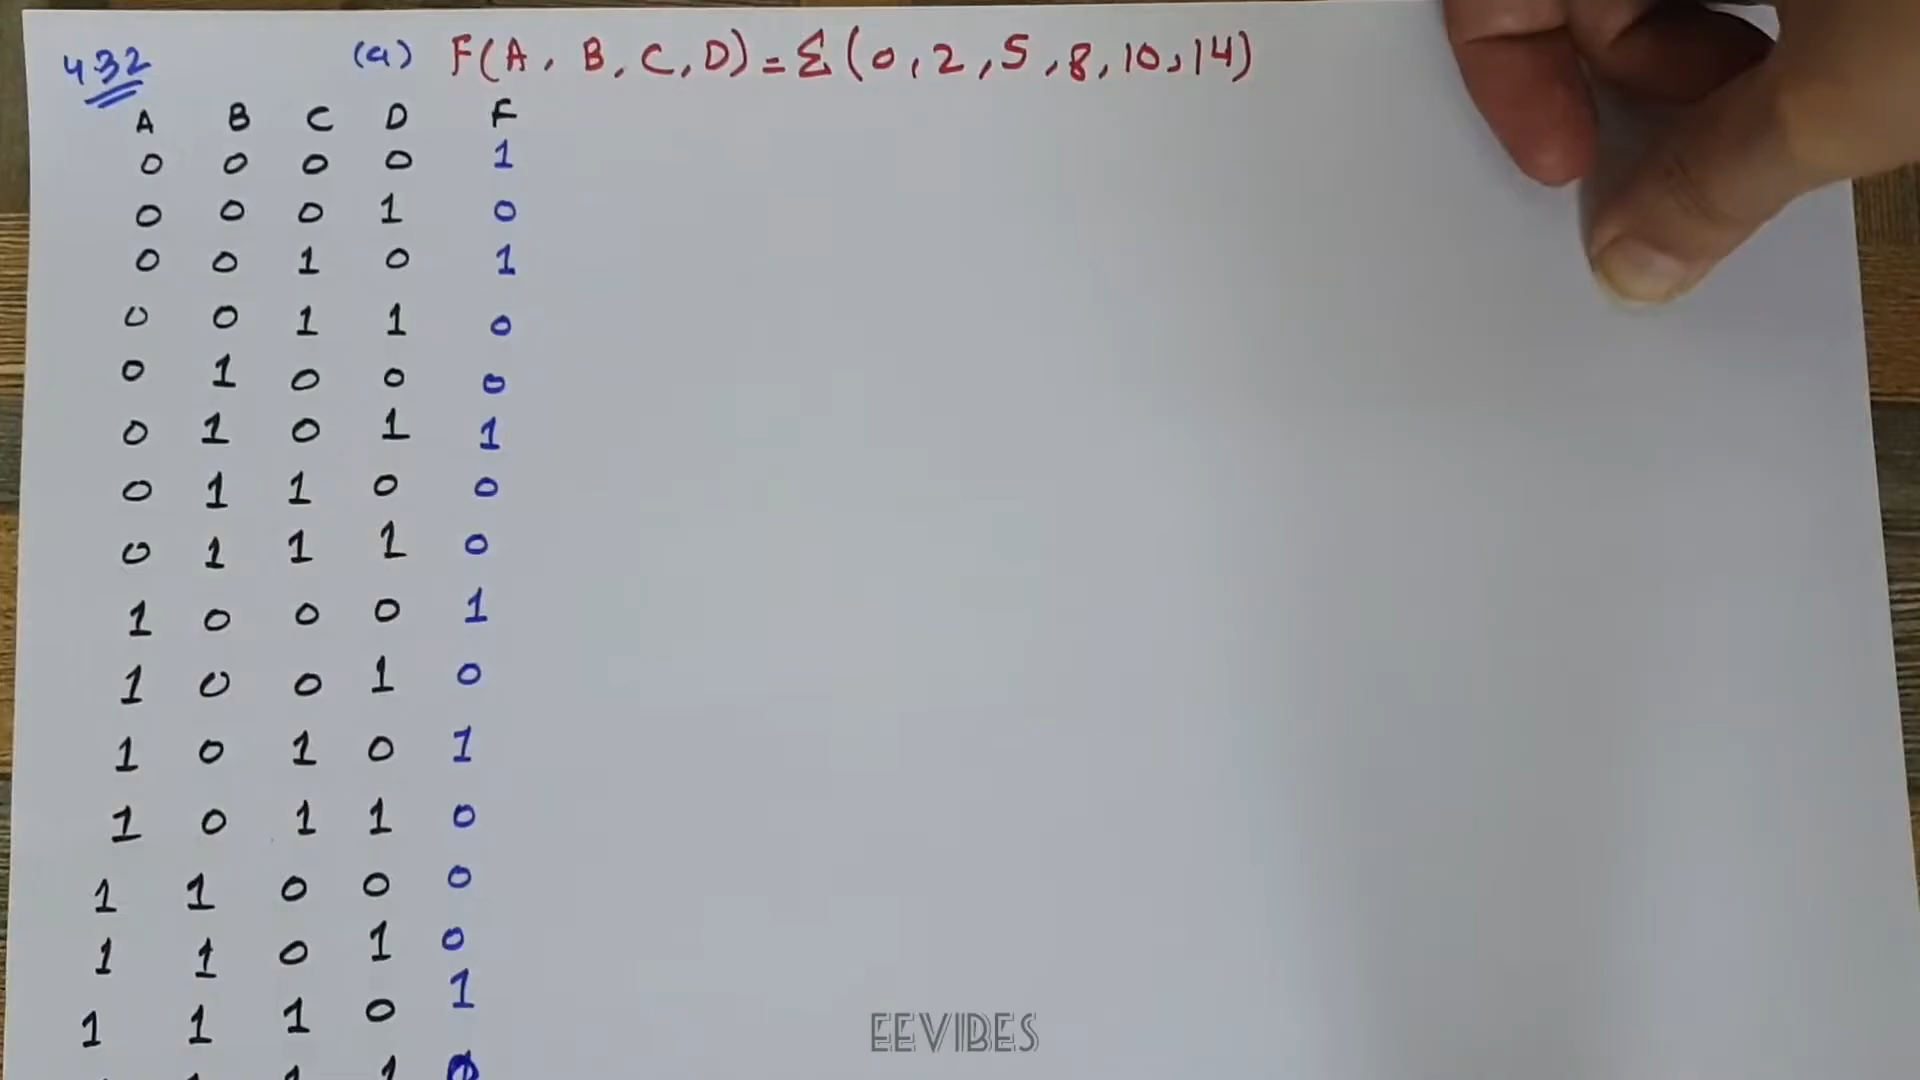 432 (a) F(A, B, C, D) = Σ(0, 2, 5, 8, 10, 14)
A B C D F
0 0 0 0 1
0 0 0 1 0
0 0 1 0 1
0 0 1 1 0
0 1 0 0 0
0 1 0 1 1
0 1 1 0 0
0 1 1 1 0
1 0 0 0 1
1 0 0 1 0
1 0 1 0 1
1 0 1 1 0
1 1 0 0 0
1 1 0 1 0
1 1 1 0 1
EEVIBES